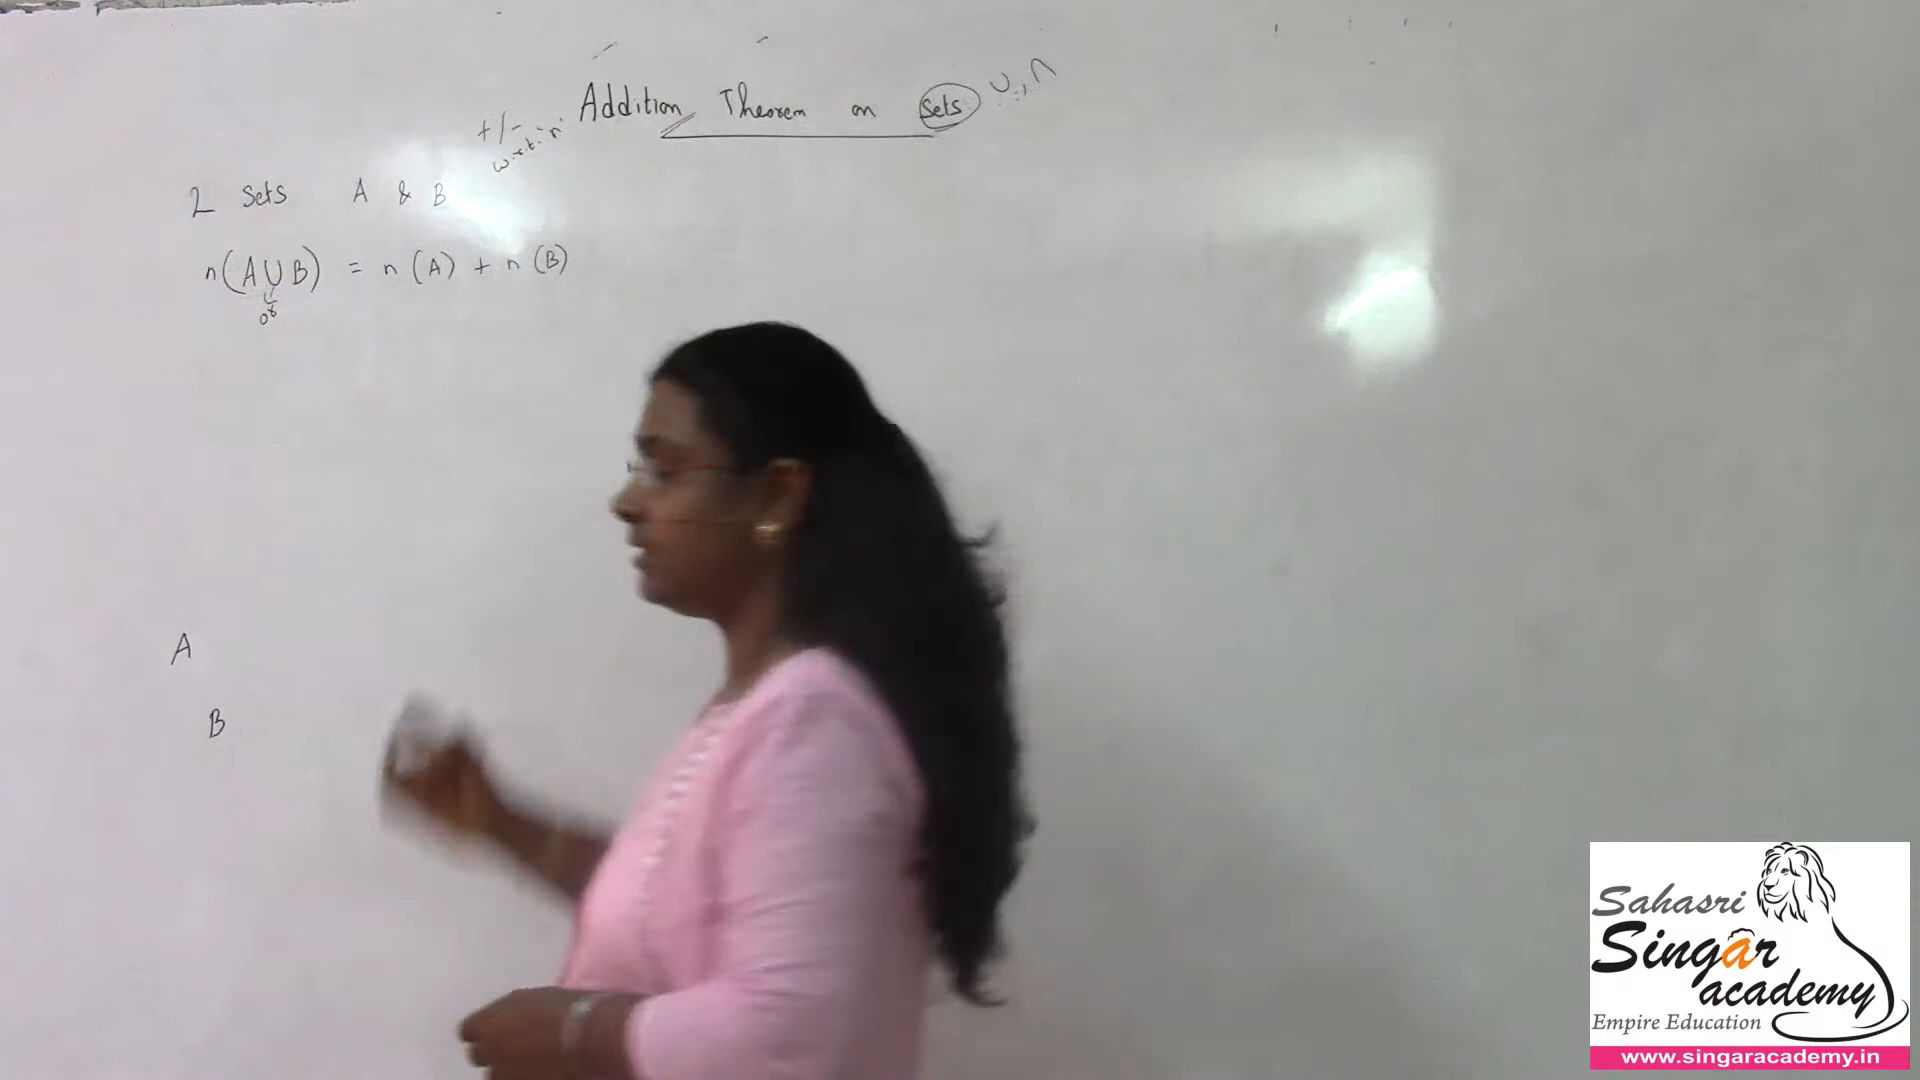 Addition Theorem on Sets ∪, ∩
+/-
w.r.t. 'n'
2 Sets A & B
n(A∪B) = n(A) + n(B)
or
A
B
Sahasri
Singar
academy
Empire Education
www.singaracademy.in